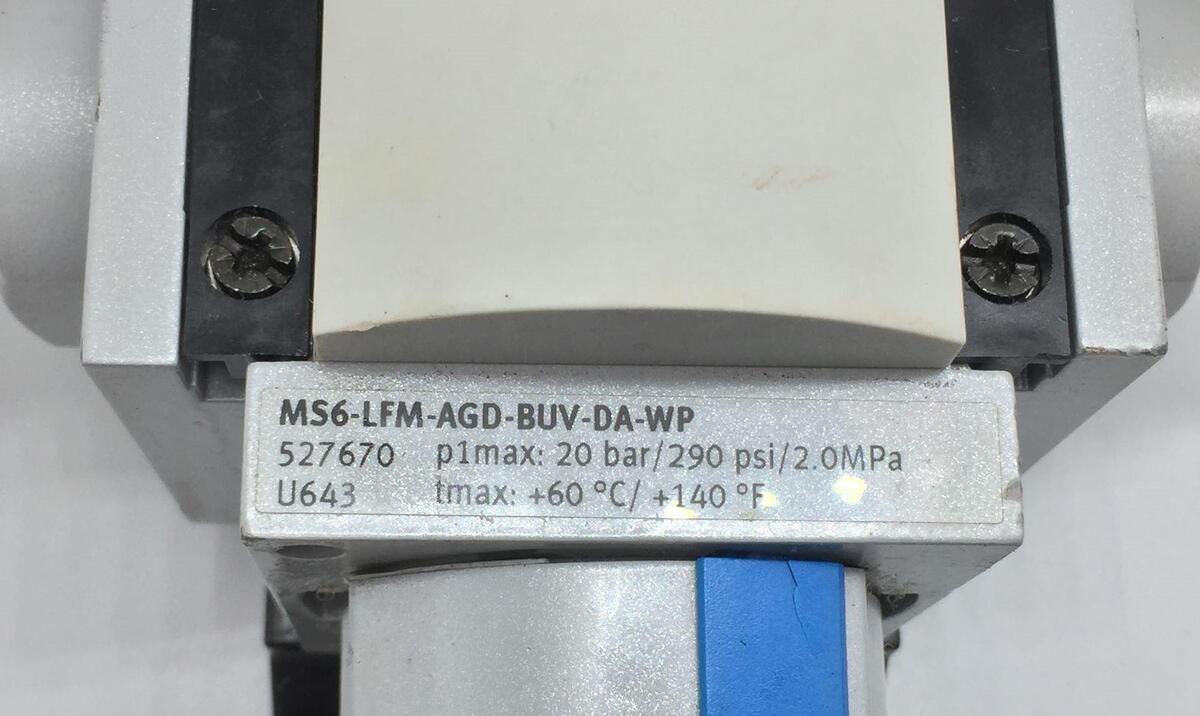 MS6-LFM-AGD-BUV-DA-WP
527670 p1max: 20 bar/290 psi/2.0MPa
U643 tmax: +60 °C/ +140 °F